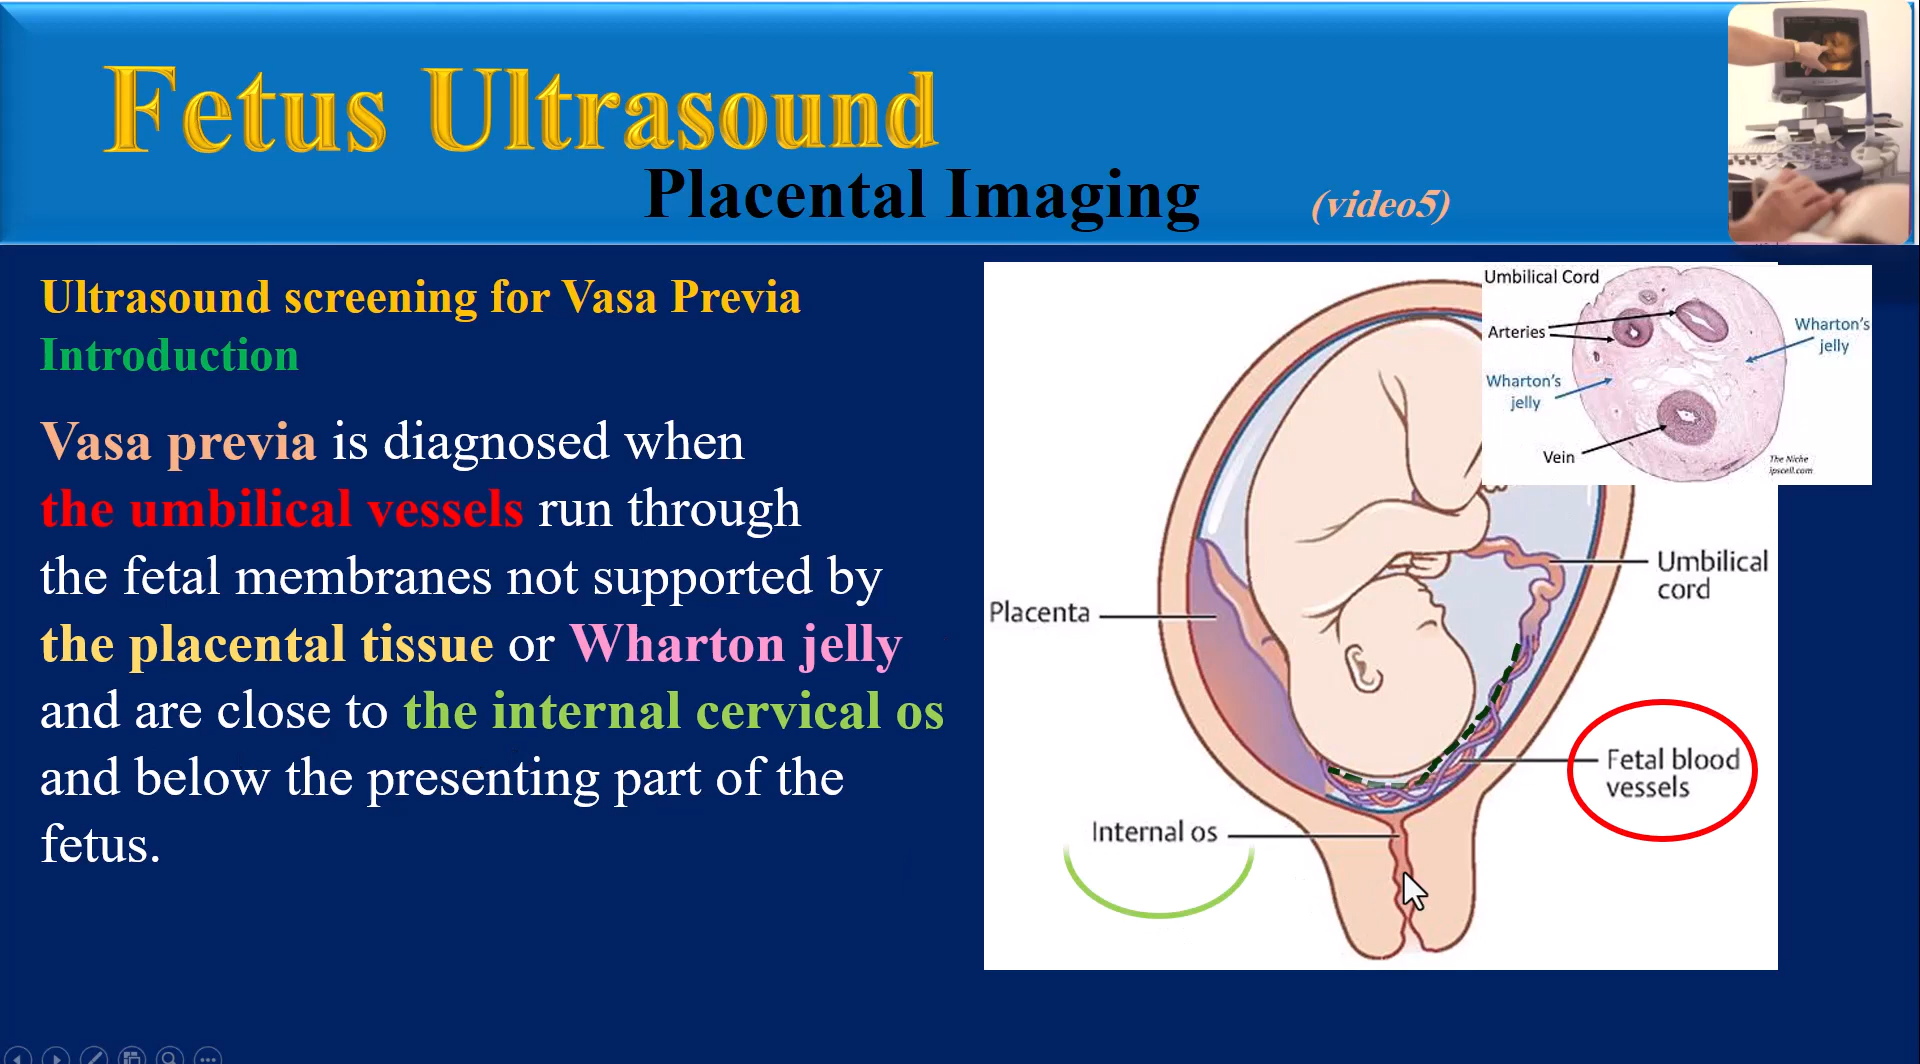 Fetus Ultrasound
Placental Imaging
(video5)
Ultrasound screening for Vasa Previa
Introduction
Vasa previa is diagnosed when
the umbilical vessels run through
the fetal membranes not supported by
the placental tissue or Wharton jelly
and are close to the internal cervical os
and below the presenting part of the
fetus.
Umbilical Cord
Arteries
Wharton's
jelly
Wharton's
jelly
Vein
The Niche
ipscell.com
Umbilical
cord
Placenta
Fetal blood
vessels
Internal os